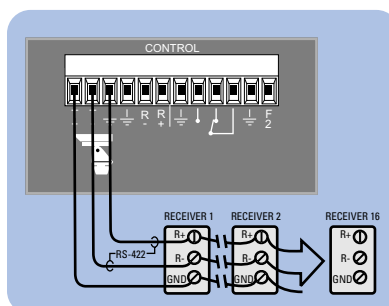 CONTROL
R -
R +
F 2
RECEIVER 1
RECEIVER 2
RECEIVER 16
R+
R+
R+
RS-422
R-
R-
R-
GND
GND
GND